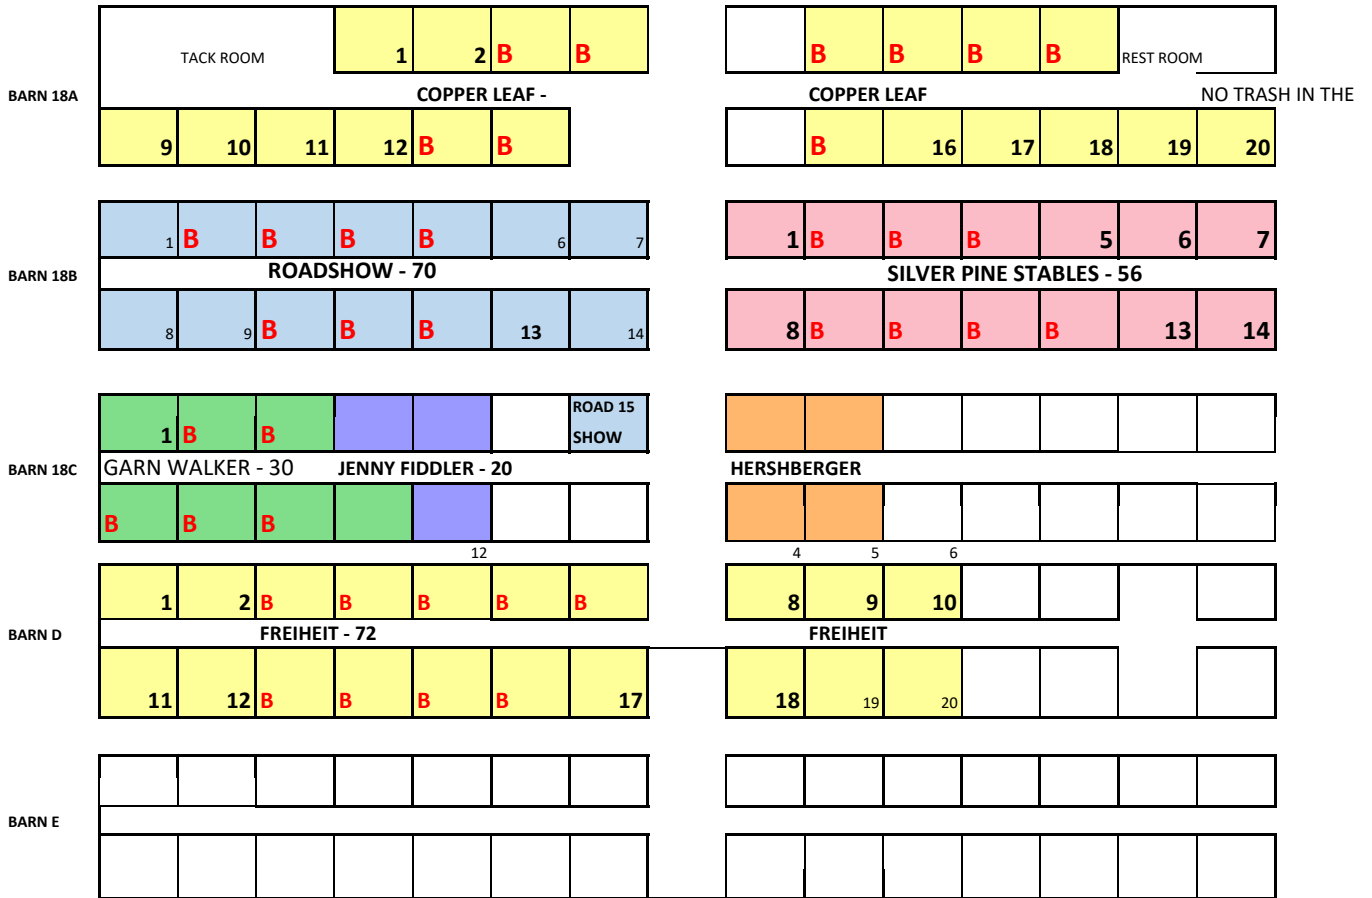 TACK ROOM 1 2 B B B B B B REST ROOM
BARN 18A COPPER LEAF - COPPER LEAF NO TRASH IN THE
9 10 11 12 B B B 16 17 18 19 20
1 B B B B 6 7 1 B B B 5 6 7
BARN 18B ROADSHOW - 70 SILVER PINE STABLES - 56
8 9 B B B 13 14 8 B B B B 13 14
ROAD 15
1 B B SHOW
BARN 18C GARN WALKER - 30 JENNY FIDDLER - 20 HERSHBERGER
B B B
12 4 5 6
1 2 B B B B B 8 9 10
BARN D FREIHEIT - 72 FREIHEIT
11 12 B B B B 17 18 19 20
BARN E